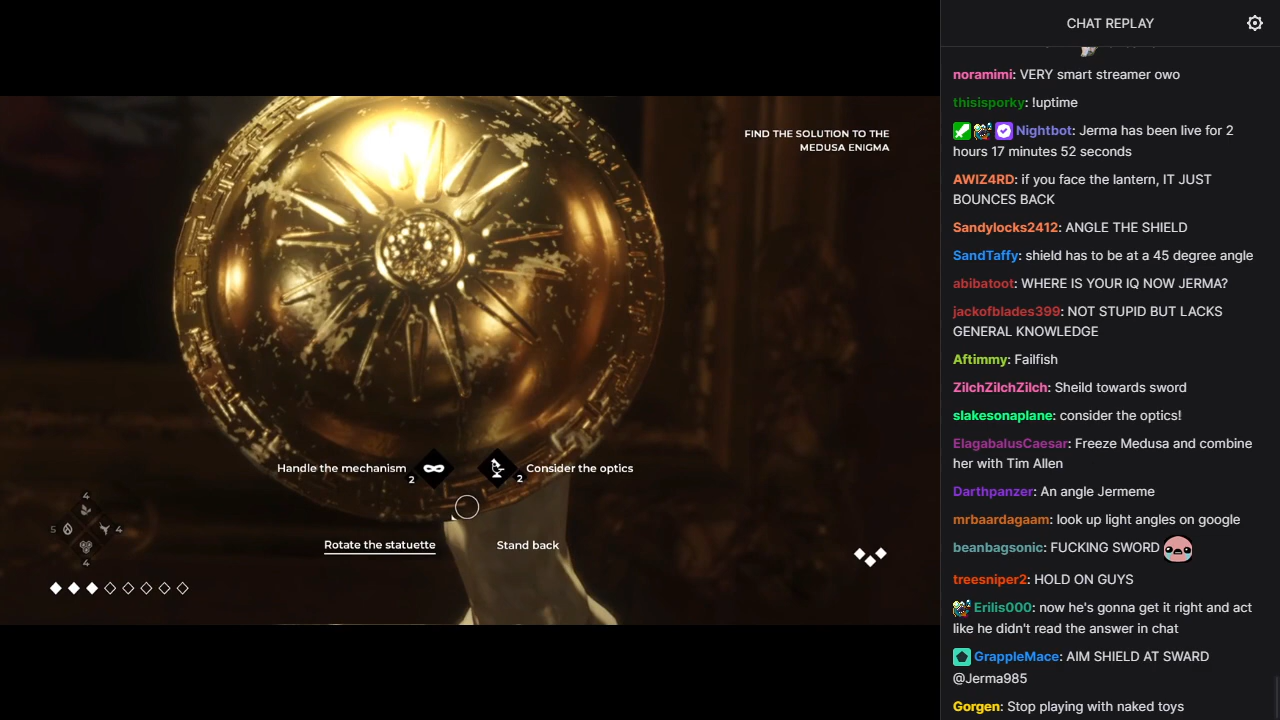 FIND THE SOLUTION TO THE
MEDUSA ENIGMA
Handle the mechanism
2
2
Consider the optics
Rotate the statuette
Stand back
4
5
4
4
CHAT REPLAY
noramimi: VERY smart streamer owo
thisisporky: !uptime
Nightbot: Jerma has been live for 2
hours 17 minutes 52 seconds
AWIZ4RD: if you face the lantern, IT JUST
BOUNCES BACK
Sandylocks2412: ANGLE THE SHIELD
SandTaffy: shield has to be at a 45 degree angle
abibatoot: WHERE IS YOUR IQ NOW JERMA?
jackofblades399: NOT STUPID BUT LACKS
GENERAL KNOWLEDGE
Aftimmy: Failfish
ZilchZilchZilch: Sheild towards sword
slakesonaplane: consider the optics!
ElagabalusCaesar: Freeze Medusa and combine
her with Tim Allen
Darthpanzer: An angle Jermeme
mrbaardagaam: look up light angles on google
beanbagsonic: FUCKING SWORD
treesniper2: HOLD ON GUYS
Erilis000: now he's gonna get it right and act
like he didn't read the answer in chat
GrappleMace: AIM SHIELD AT SWARD
@Jerma985
Gorgen: Stop playing with naked toys